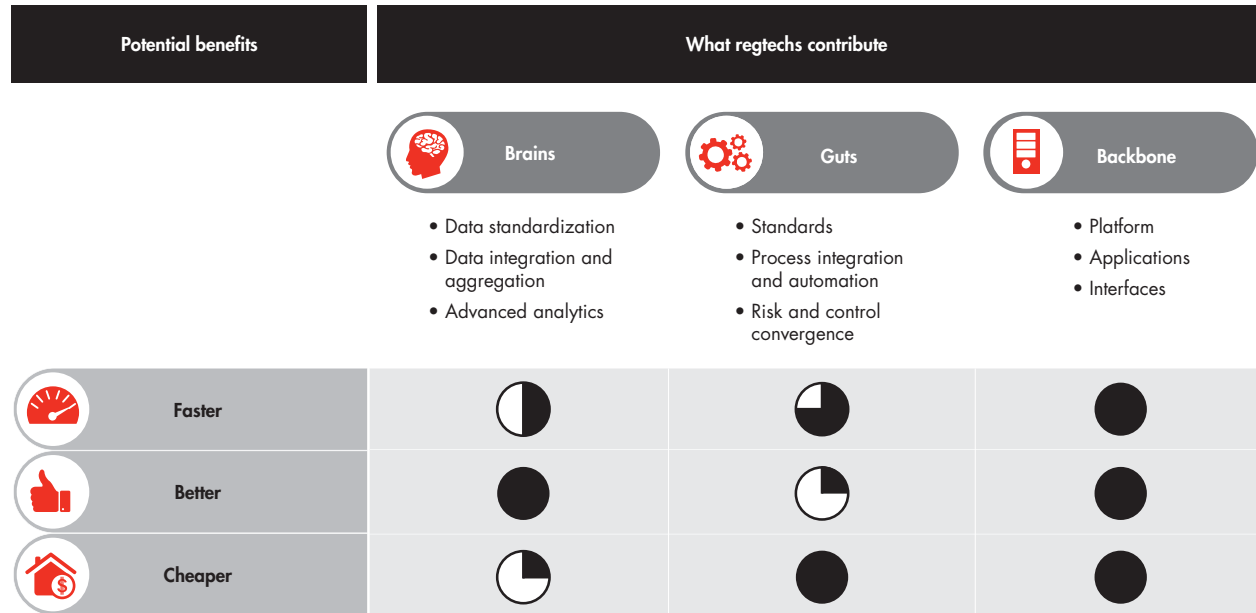 Potential benefits
What regtechs contribute
Brains
Guts
Backbone
• Data standardization
• Data integration and
aggregation
• Advanced analytics
• Standards
• Process integration
and automation
• Risk and control
convergence
• Platform
• Applications
• Interfaces
Faster
Better
Cheaper
$